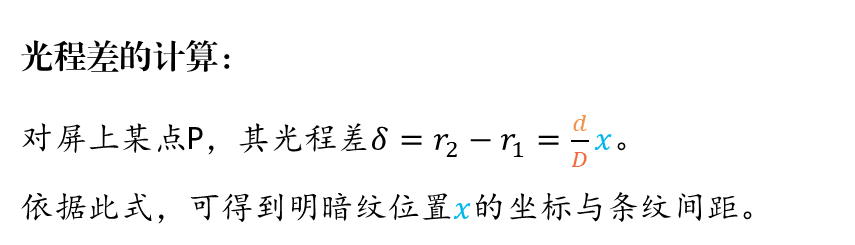 光程差的计算：
对屏上某点P，其光程差δ = r₂ − r₁ = d/D x。
依据此式，可得到明暗纹位置x的坐标与条纹间距。